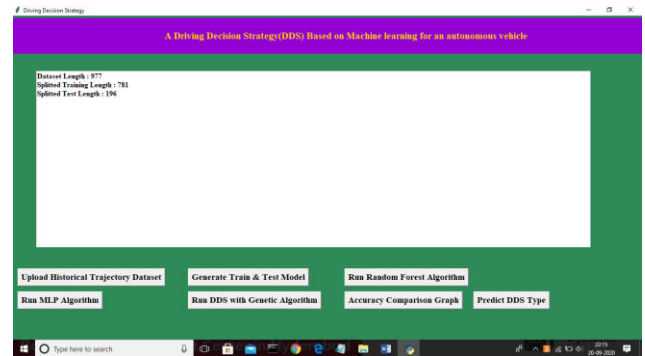 Driving Decision Strategy
A Driving Decision Strategy(DDS) Based on Machine learning for an autonomous vehicle
Dataset Length : 977
Splitted Training Length : 781
Splitted Test Length : 196
Upload Historical Trajectory Dataset Generate Train & Test Model Run Random Forest Algorithm
Run MLP Algorithm Run DDS with Genetic Algorithm Accuracy Comparison Graph Predict DDS Type
Type here to search
22:15
20-09-2020